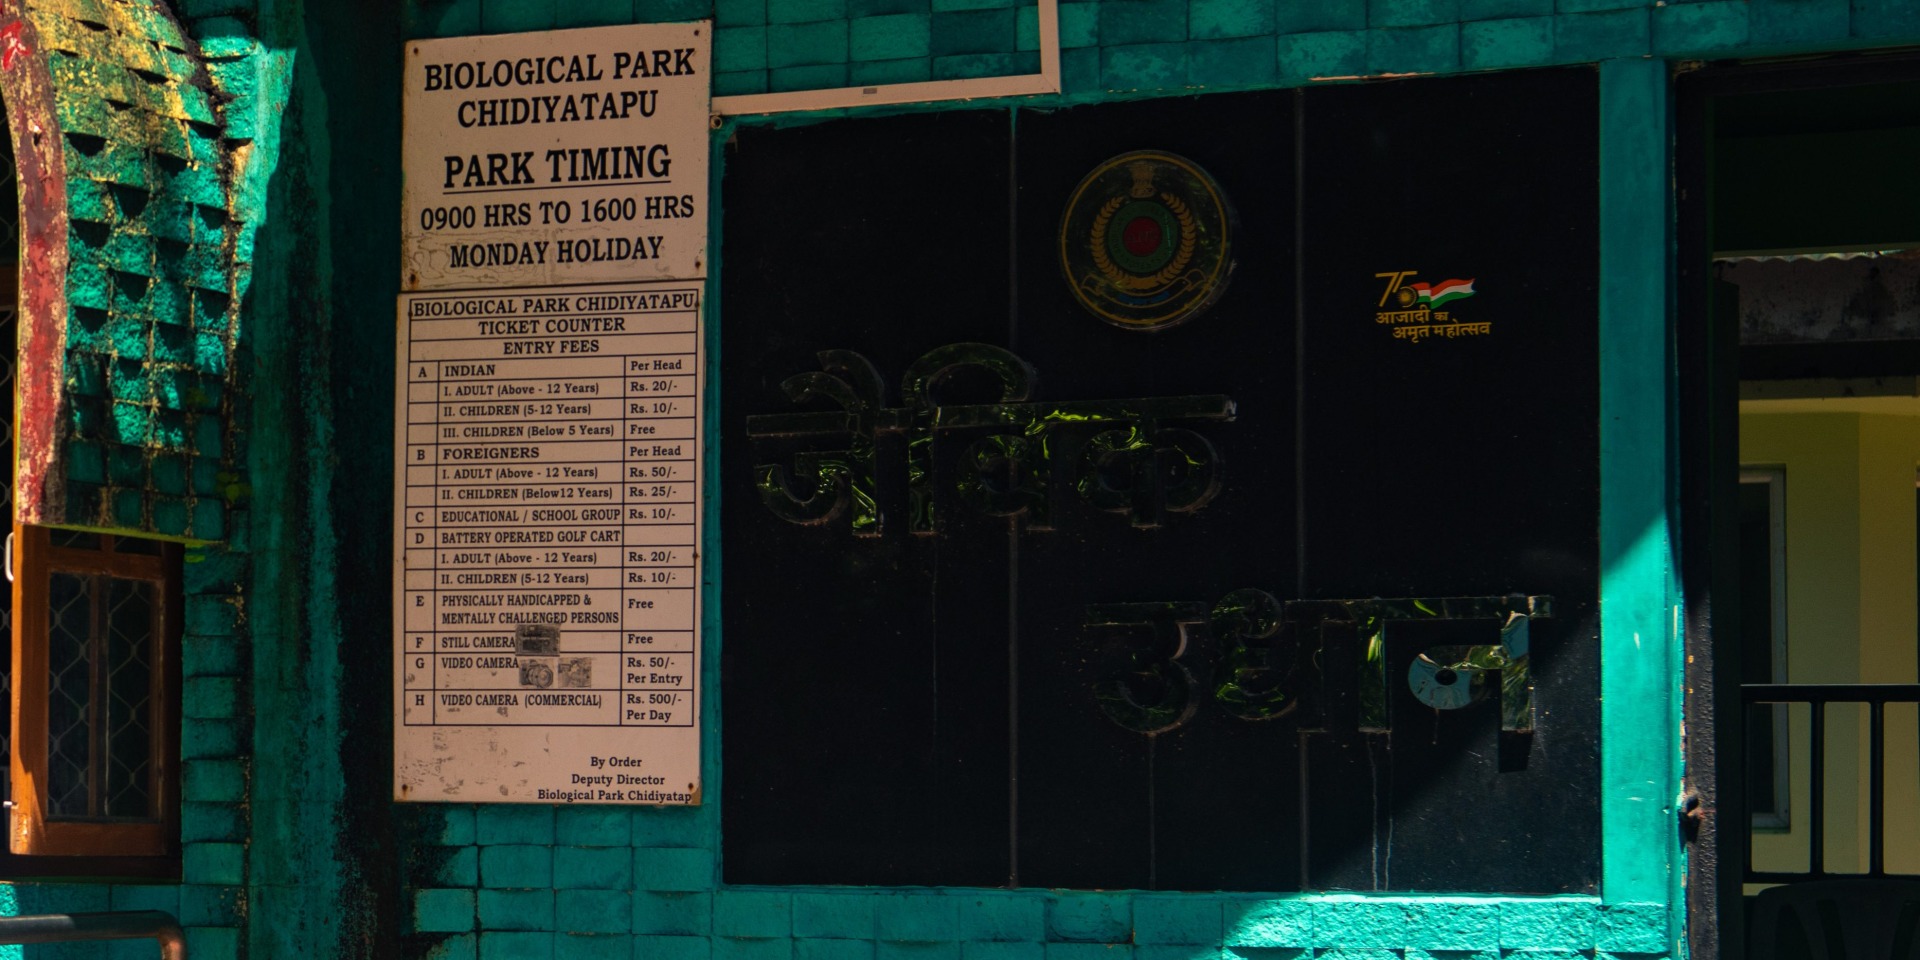 BIOLOGICAL PARK
CHIDIYATAPU
PARK TIMING
0900 HRS TO 1600 HRS
MONDAY HOLIDAY
BIOLOGICAL PARK CHIDIYATAPU
TICKET COUNTER
ENTRY FEES
A INDIAN Per Head
I. ADULT (Above - 12 Years) Rs. 20/-
II. CHILDREN (5-12 Years) Rs. 10/-
III. CHILDREN (Below 5 Years) Free
B FOREIGNERS Per Head
I. ADULT (Above - 12 Years) Rs. 50/-
II. CHILDREN (Below12 Years) Rs. 25/-
C EDUCATIONAL / SCHOOL GROUP Rs. 10/-
D BATTERY OPERATED GOLF CART
I. ADULT (Above - 12 Years) Rs. 20/-
II. CHILDREN (5-12 Years) Rs. 10/-
E PHYSICALLY HANDICAPPED &
MENTALLY CHALLENGED PERSONS Free
F STILL CAMERA Free
G VIDEO CAMERA Rs. 50/-
Per Entry
H VIDEO CAMERA (COMMERCIAL) Rs. 500/-
Per Day
By Order
Deputy Director
Biological Park Chidiyatap
75
आज़ादी का
अमृत महोत्सव
जैविक
उद्यान